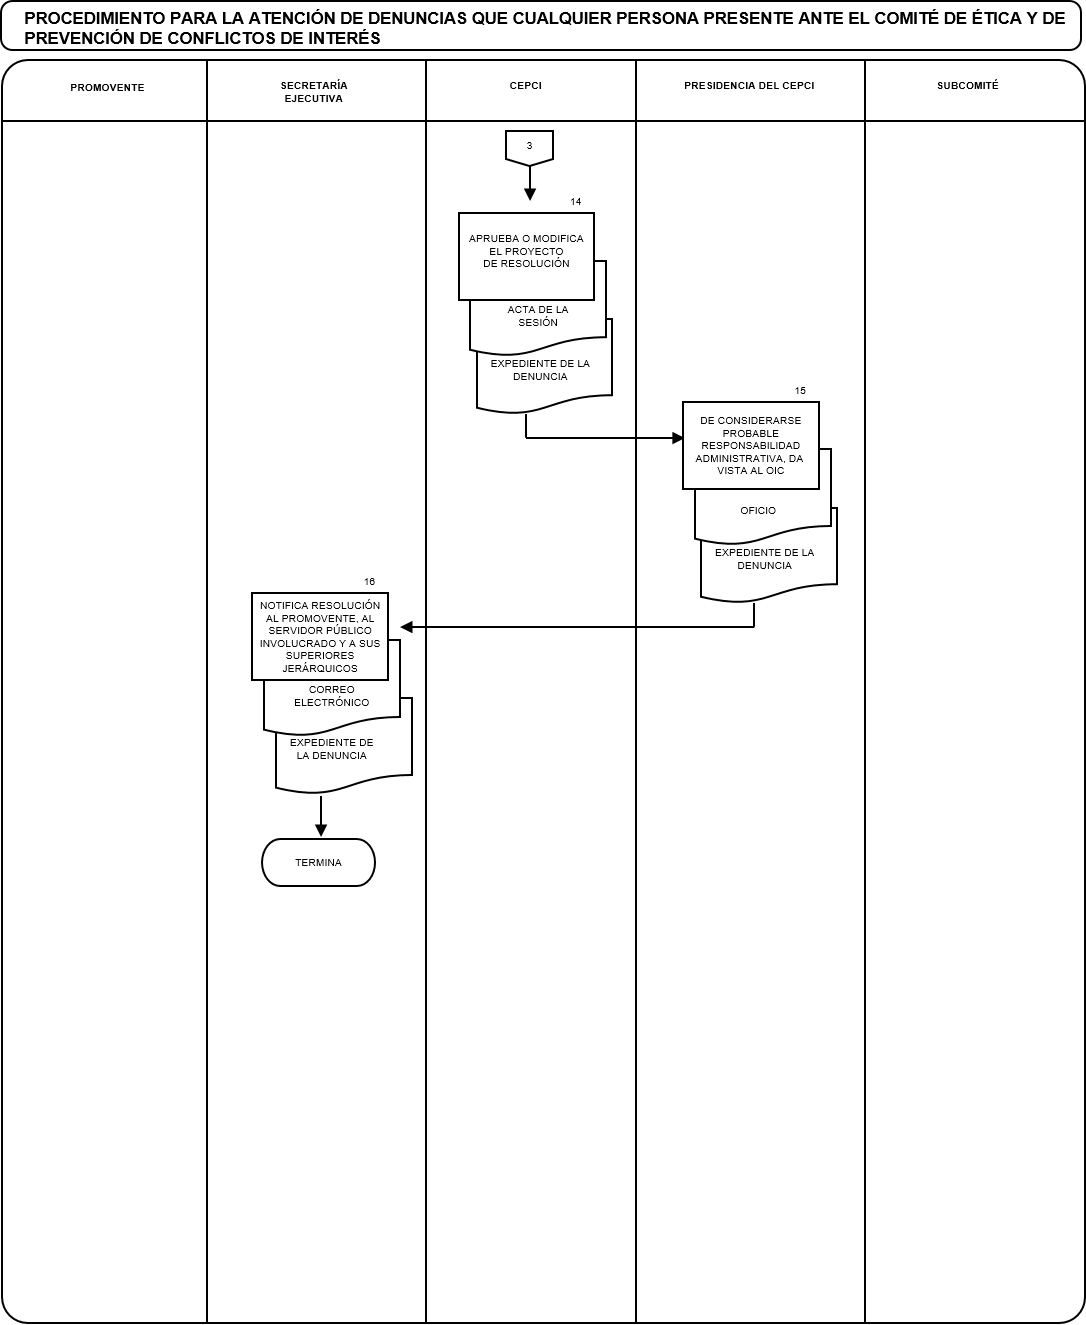 PROCEDIMIENTO PARA LA ATENCIÓN DE DENUNCIAS QUE CUALQUIER PERSONA PRESENTE ANTE EL COMITÉ DE ÉTICA Y DE
PREVENCIÓN DE CONFLICTOS DE INTERÉS
PROMOVENTE
SECRETARÍA
EJECUTIVA
CEPCI
PRESIDENCIA DEL CEPCI
SUBCOMITÉ
3
14
APRUEBA O MODIFICA
EL PROYECTO
DE RESOLUCIÓN
ACTA DE LA
SESIÓN
EXPEDIENTE DE LA
DENUNCIA
15
DE CONSIDERARSE
PROBABLE
RESPONSABILIDAD
ADMINISTRATIVA, DA
VISTA AL OIC
OFICIO
EXPEDIENTE DE LA
DENUNCIA
16
NOTIFICA RESOLUCIÓN
AL PROMOVENTE, AL
SERVIDOR PÚBLICO
INVOLUCRADO Y A SUS
SUPERIORES
JERÁRQUICOS
CORREO
ELECTRÓNICO
EXPEDIENTE DE
LA DENUNCIA
TERMINA